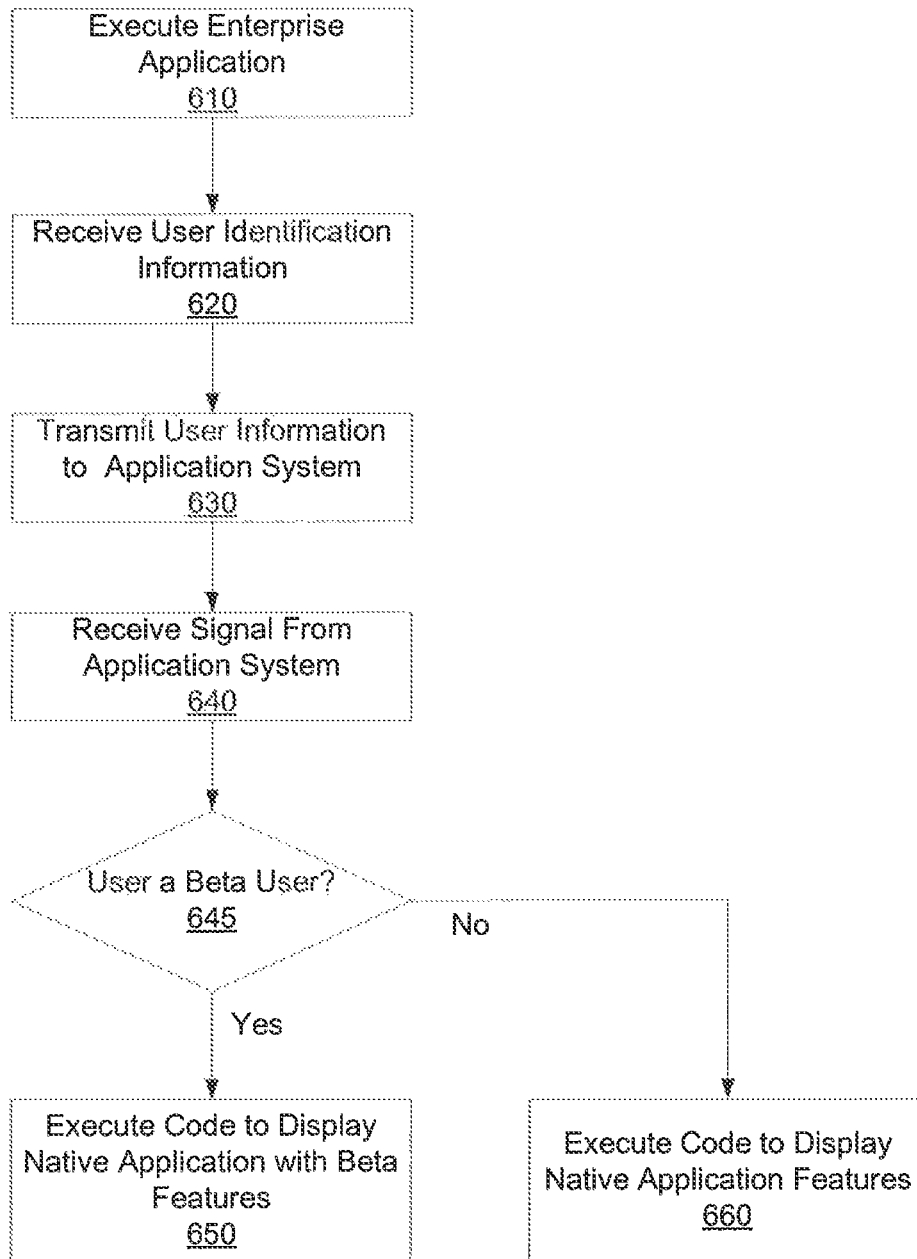 Execute Enterprise
Application
610
Receive User Identification
Information
620
Transmit User Information
to Application System
630
Receive Signal From
Application System
640
User a Beta User?
645
No
Yes
Execute Code to Display
Native Application with Beta
Features
650
Execute Code to Display
Native Application Features
660